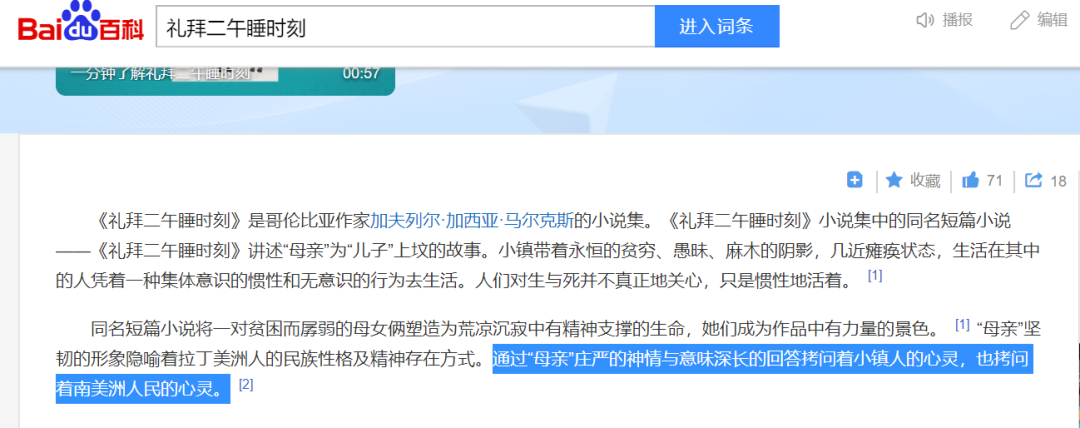 Bai du 百科
礼拜二午睡时刻
进入词条
播报
编辑
一分钟了解礼拜二午睡时刻
00:57
收藏
71
18
《礼拜二午睡时刻》是哥伦比亚作家加夫列尔·加西亚·马尔克斯的小说集。《礼拜二午睡时刻》小说集中的同名短篇小说
——《礼拜二午睡时刻》讲述“母亲”为“儿子”上坟的故事。小镇带着永恒的贫穷、愚昧、麻木的阴影，几近瘫痪状态，生活在其中
的人凭着一种集体意识的惯性和无意识的行为去生活。人们对生与死并不真正地关心，只是惯性地活着。 [1]
同名短篇小说将一对贫困而孱弱的母女俩塑造为荒凉沉寂中有精神支撑的生命，她们成为作品中有力量的景色。 [1] “母亲”坚
韧的形象隐喻着拉丁美洲人的民族性格及精神存在方式。通过“母亲”庄严的神情与意味深长的回答拷问着小镇人的心灵，也拷问
着南美洲人民的心灵。 [2]